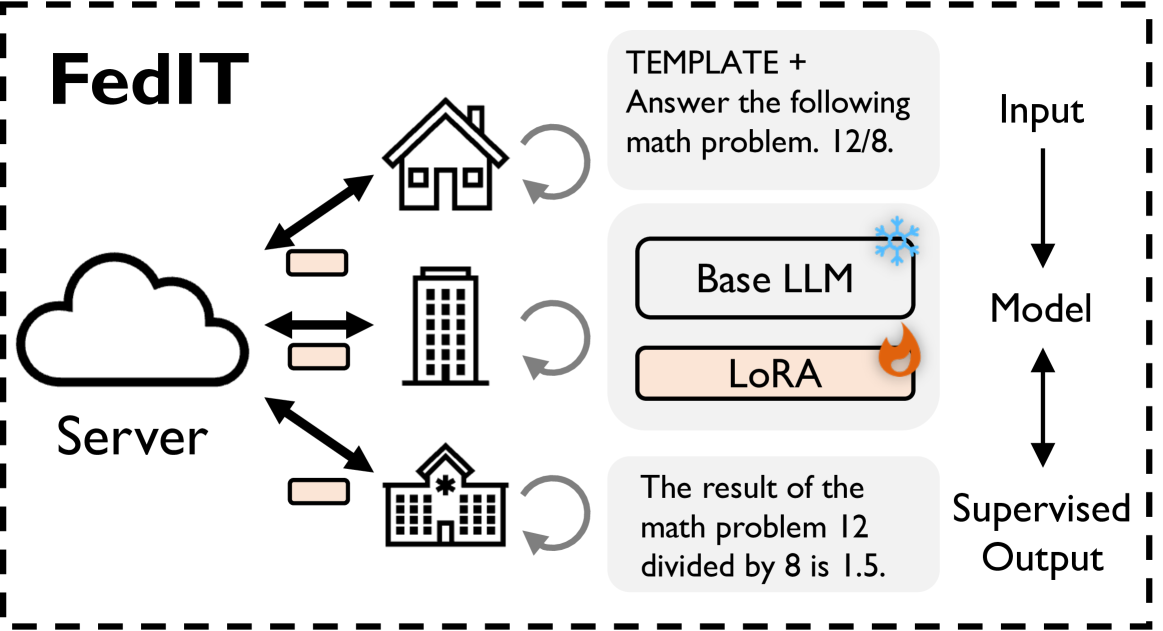 FedIT
TEMPLATE +
Answer the following
math problem. 12/8.
Input
Base LLM
Model
LoRA
Server
The result of the
math problem 12
divided by 8 is 1.5.
Supervised
Output